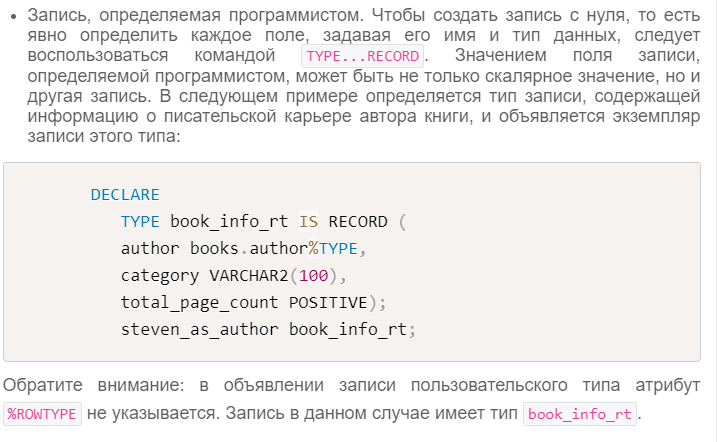 • Запись, определяемая программистом. Чтобы создать запись с нуля, то есть
явно определить каждое поле, задавая его имя и тип данных, следует
воспользоваться командой TYPE...RECORD. Значением поля записи,
определяемой программистом, может быть не только скалярное значение, но и
другая запись. В следующем примере определяется тип записи, содержащей
информацию о писательской карьере автора книги, и объявляется экземпляр
записи этого типа:
DECLARE
TYPE book_info_rt IS RECORD (
author books.author%TYPE,
category VARCHAR2(100),
total_page_count POSITIVE);
steven_as_author book_info_rt;
Обратите внимание: в объявлении записи пользовательского типа атрибут
%ROWTYPE не указывается. Запись в данном случае имеет тип book_info_rt.